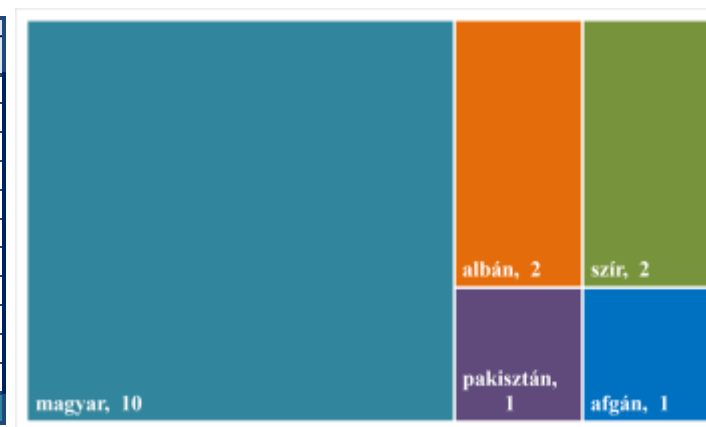 albán, 2
szír, 2
pakisztán,
1
magyar, 10
afgán, 1